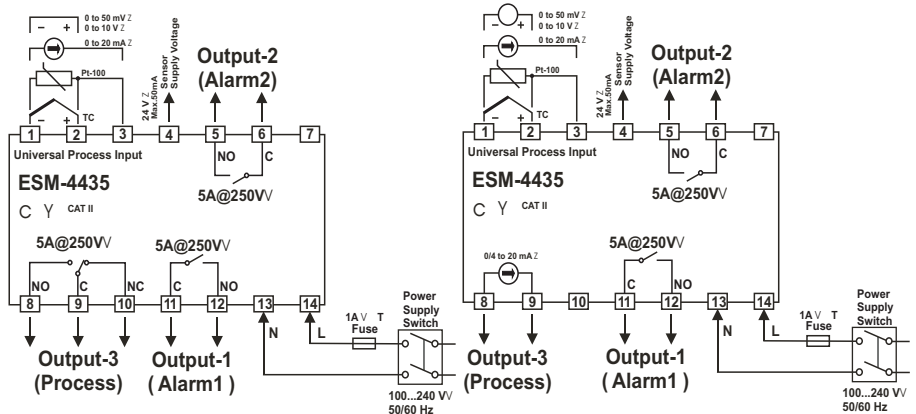 0 to 50 mV Z
0 to 10 V Z
− +
0 to 20 mA Z
Pt-100
− + TC
24 V Z
Max.50mA
Sensor
Supply Voltage
Output-2
(Alarm2)
1 2 3 4 5 6 7
Universal Process Input
NO C
5A@250VV
ESM-4435
C Y CAT II
5A@250VV 5A@250VV
NO C NC C NO
8 9 10 11 12 13 14
N L
Output-3
(Process)
Output-1
( Alarm1 )
1A V T
Fuse
Power
Supply
Switch
100...240 VV
50/60 Hz
0 to 50 mV Z
0 to 10 V Z
− +
0 to 20 mA Z
Pt-100
− + TC
24 V Z
Max.50mA
Sensor
Supply Voltage
Output-2
(Alarm2)
1 2 3 4 5 6 7
Universal Process Input
NO C
5A@250VV
ESM-4435
C Y CAT II
0/4 to 20 mA Z
5A@250VV
C NO
8 9 10 11 12 13 14
N L
Output-3
(Process)
Output-1
( Alarm1 )
1A V T
Fuse
Power
Supply
Switch
100...240 VV
50/60 Hz